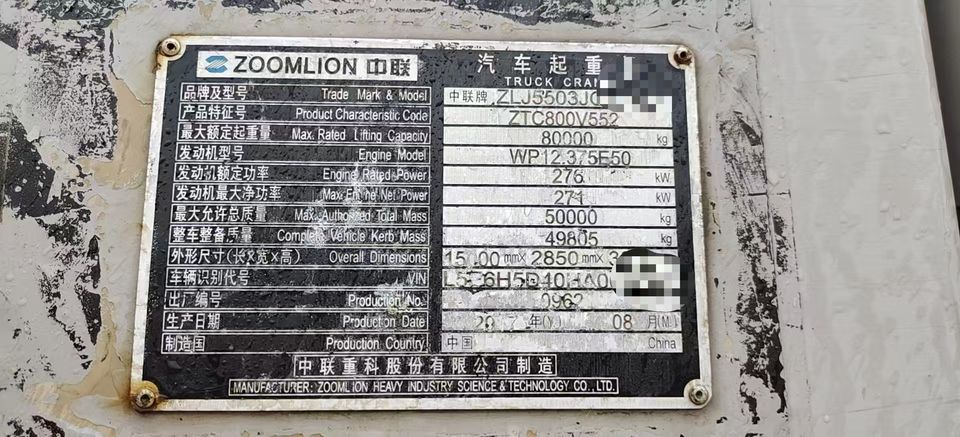 ZOOMLION 中联 汽车起重
TRUCK CRAN
品牌及型号 Trade Mark & Model 中联牌 ZLJ5503J
产品特征号 Product Characteristic Code ZTC800V552
最大额定起重量 Max. Rated Lifting Capacity 80000 kg
发动机型号 Engine Model WP12.375E50
发动机额定功率 Engine Rated Power 276 kW
发动机最大净功率 Max. Engine Net Power 271 kW
最大允许总质量 Max. Authorized Total Mass 50000 kg
整车整备质量 Complete Vehicle Kerb Mass 49805 kg
外形尺寸(长×宽×高) Overall Dimensions mm× 2850 mm×
车辆识别代号 VIN
出厂编号 Production No. 0962
生产日期 Production Date 年(Y) 08 月(M)
制造国 Production Country 中国 China
中联重科股份有限公司制造
MANUFACTURER: ZOOMLION HEAVY INDUSTRY SCIENCE & TECHNOLOGY CO., LTD.